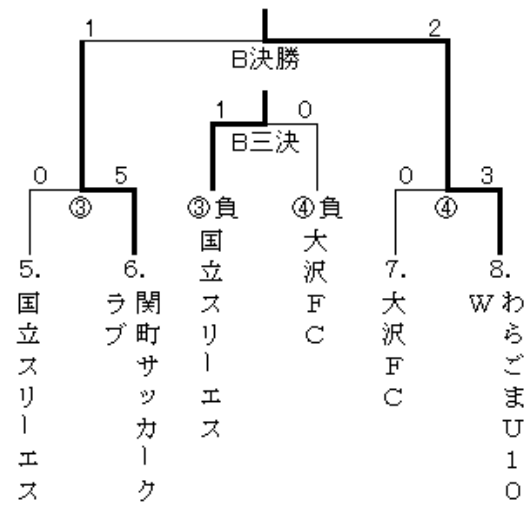 1 2
B決勝
1 0
B三決
0 5 0 3
③ ③負 ④負 ④
5. 6. 7. 8.
国立スリーエス
関町サッカーク
ラブ
国立スリーエス
大沢FC
大沢FC
わらごまU10
W